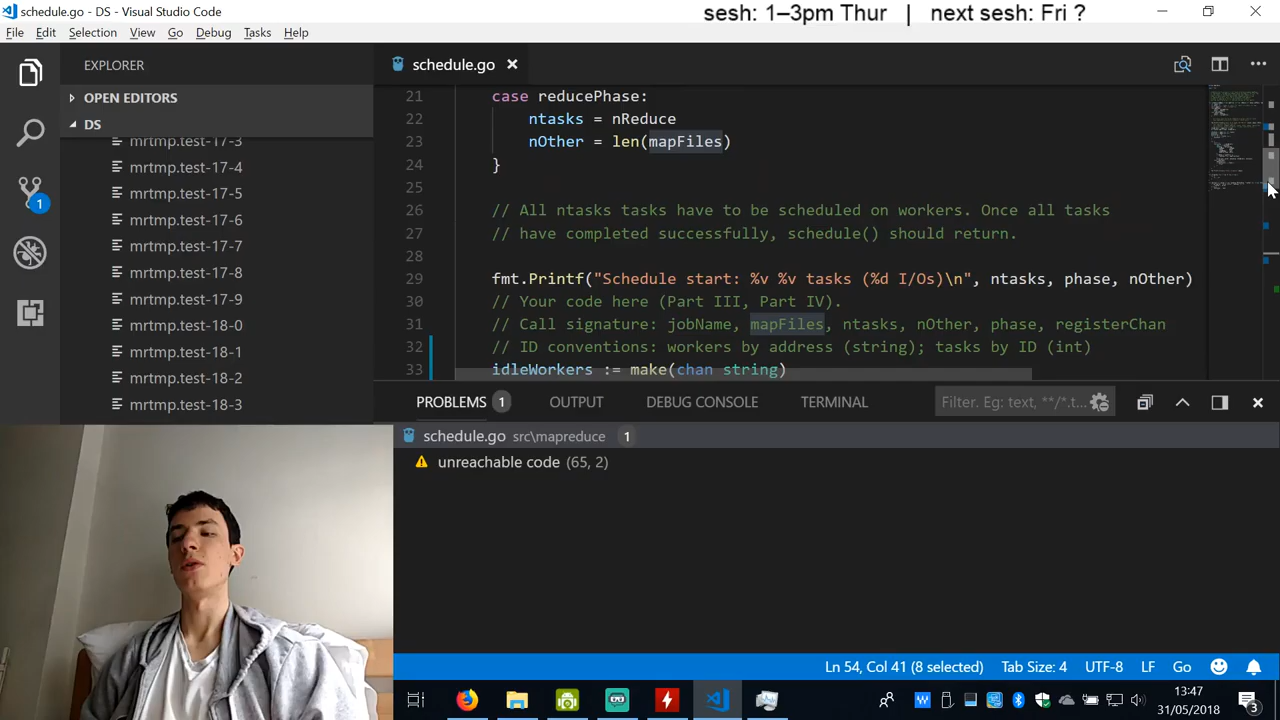 schedule.go - DS - Visual Studio Code
sesh: 1–3pm Thur | next sesh: Fri ?
File Edit Selection View Go Debug Tasks Help
EXPLORER
OPEN EDITORS
DS
mrtmp.test-17-3
mrtmp.test-17-4
mrtmp.test-17-5
mrtmp.test-17-6
mrtmp.test-17-7
mrtmp.test-17-8
mrtmp.test-17-9
mrtmp.test-18-0
mrtmp.test-18-1
mrtmp.test-18-2
mrtmp.test-18-3
1
schedule.go
21 case reducePhase:
22 ntasks = nReduce
23 nOther = len(mapFiles)
24 }
25
26 // All ntasks tasks have to be scheduled on workers. Once all tasks
27 // have completed successfully, schedule() should return.
28
29 fmt.Printf("Schedule start: %v %v tasks (%d I/Os)\n", ntasks, phase, nOther)
30 // Your code here (Part III, Part IV).
31 // Call signature: jobName, mapFiles, ntasks, nOther, phase, registerChan
32 // ID conventions: workers by address (string); tasks by ID (int)
33 idleWorkers := make(chan string)
PROBLEMS 1 OUTPUT DEBUG CONSOLE TERMINAL Filter. Eg: text, **/*.t...
schedule.go src\mapreduce 1
unreachable code (65, 2)
Ln 54, Col 41 (8 selected) Tab Size: 4 UTF-8 LF Go
13:47
31/05/2018
3